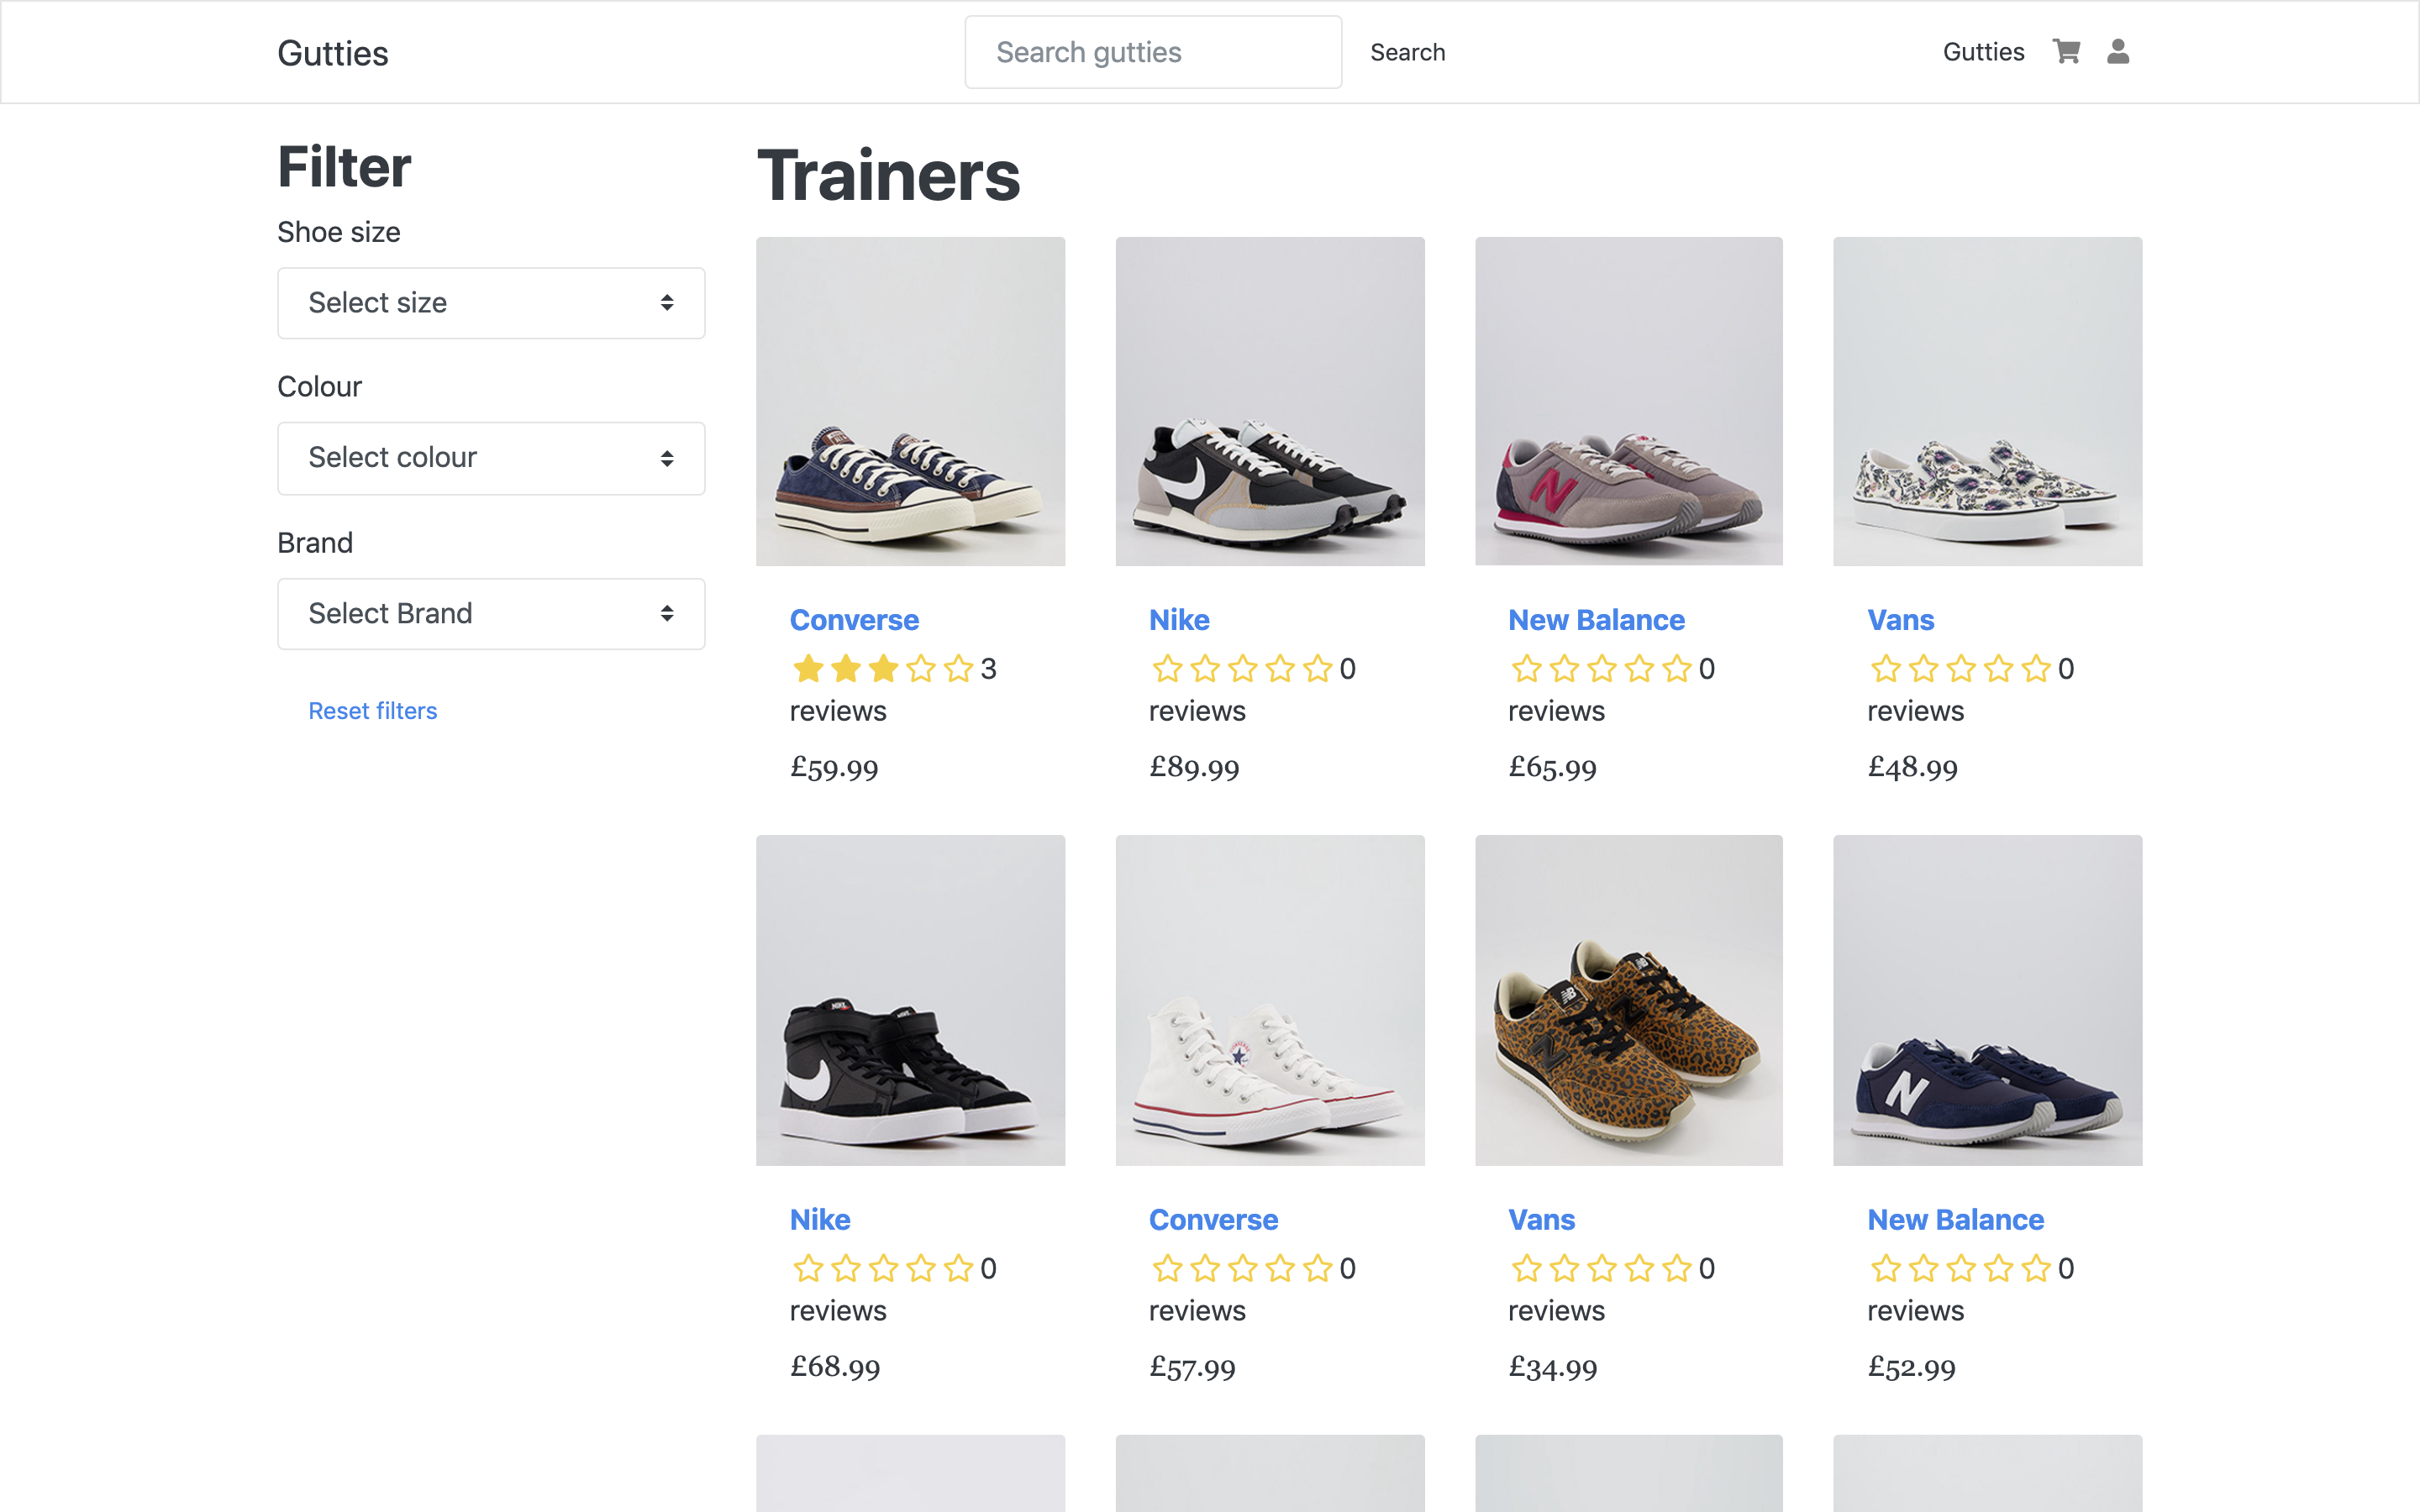 Gutties
Search gutties
Search
Gutties
Filter
Shoe size
Select size
Colour
Select colour
Brand
Select Brand
Reset filters
Trainers
Converse
3
reviews
£59.99
Nike
0
reviews
£89.99
New Balance
0
reviews
£65.99
Vans
0
reviews
£48.99
Nike
0
reviews
£68.99
Converse
0
reviews
£57.99
Vans
0
reviews
£34.99
New Balance
0
reviews
£52.99